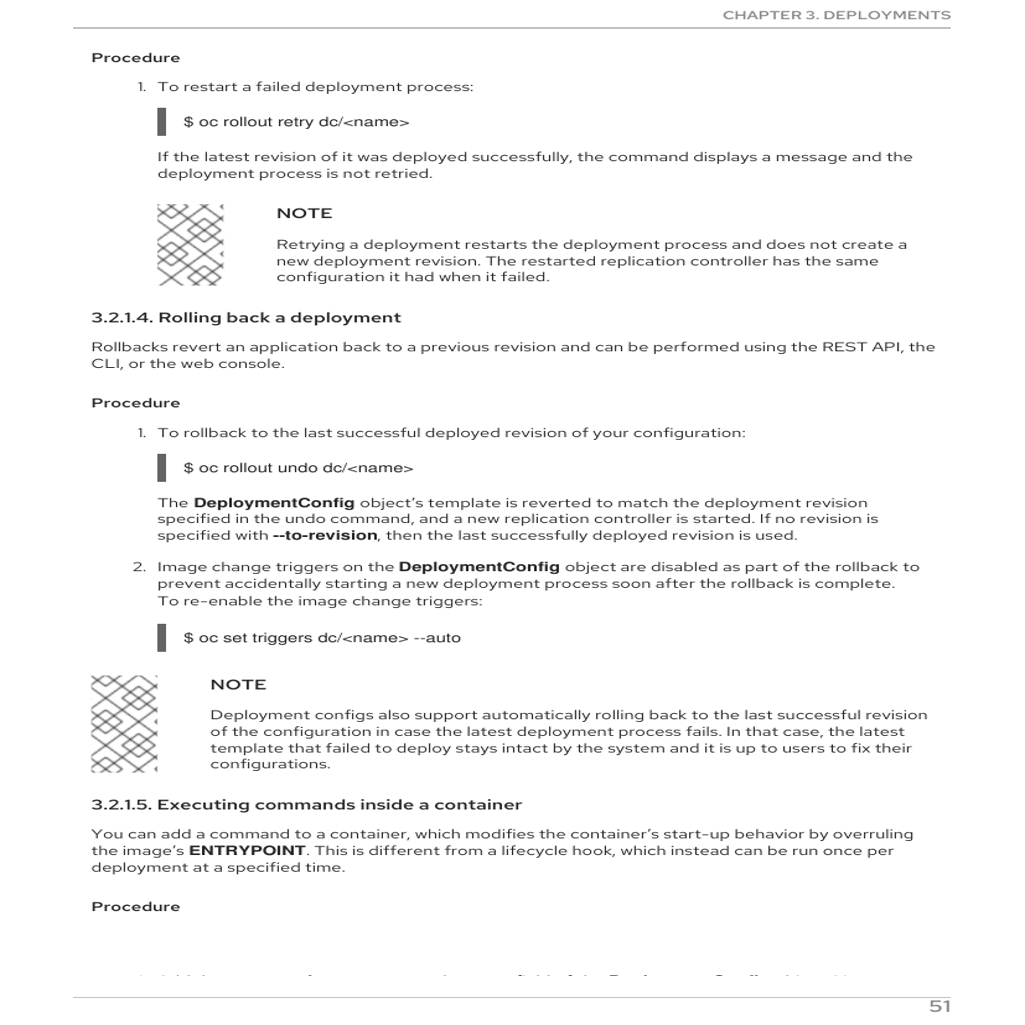 CHAPTER 3. DEPLOYMENTS
Procedure
1. To restart a failed deployment process:
$ oc rollout retry dc/<name>
If the latest revision of it was deployed successfully, the command displays a message and the
deployment process is not retried.
NOTE
Retrying a deployment restarts the deployment process and does not create a
new deployment revision. The restarted replication controller has the same
configuration it had when it failed.
3.2.1.4. Rolling back a deployment
Rollbacks revert an application back to a previous revision and can be performed using the REST API, the
CLI, or the web console.
Procedure
1. To rollback to the last successful deployed revision of your configuration:
$ oc rollout undo dc/<name>
The DeploymentConfig object's template is reverted to match the deployment revision
specified in the undo command, and a new replication controller is started. If no revision is
specified with --to-revision, then the last successfully deployed revision is used.
2. Image change triggers on the DeploymentConfig object are disabled as part of the rollback to
prevent accidentally starting a new deployment process soon after the rollback is complete.
To re-enable the image change triggers:
$ oc set triggers dc/<name> --auto
NOTE
Deployment configs also support automatically rolling back to the last successful revision
of the configuration in case the latest deployment process fails. In that case, the latest
template that failed to deploy stays intact by the system and it is up to users to fix their
configurations.
3.2.1.5. Executing commands inside a container
You can add a command to a container, which modifies the container's start-up behavior by overruling
the image's ENTRYPOINT. This is different from a lifecycle hook, which instead can be run once per
deployment at a specified time.
Procedure
51